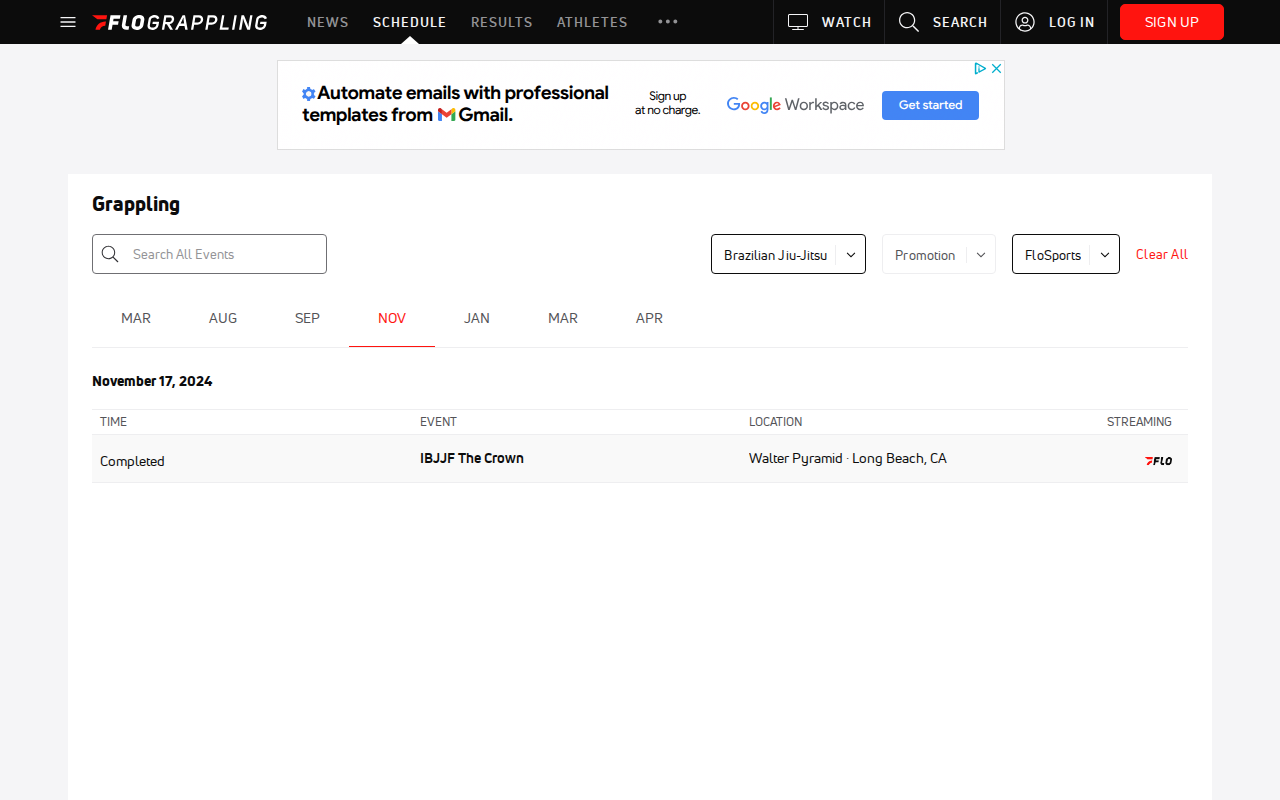 FLOGRAPPLING NEWS SCHEDULE RESULTS ATHLETES WATCH SEARCH LOG IN SIGN UP
Automate emails with professional
templates from Gmail.
Sign up
at no charge.
Google Workspace
Get started
Grappling
Search All Events
Brazilian Jiu-Jitsu
Promotion
FloSports
Clear All
MAR AUG SEP NOV JAN MAR APR
November 17, 2024
TIME EVENT LOCATION STREAMING
Completed IBJJF The Crown Walter Pyramid · Long Beach, CA FLO